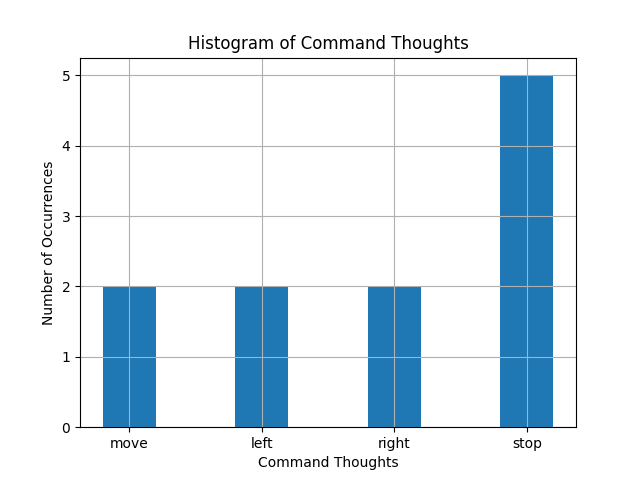 Histogram of Command Thoughts
Number of Occurrences
5
4
3
2
1
0
move left right stop
Command Thoughts